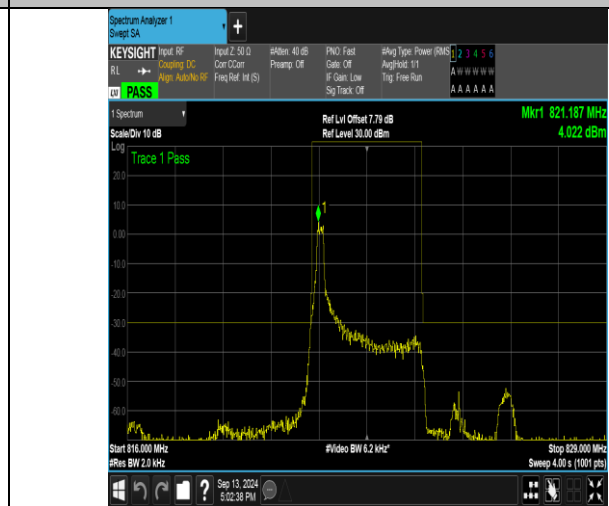 Spectrum Analyzer 1
Swept SA
+
KEYSIGHT Input: RF Input Z: 50 Ω #Atten: 40 dB PNO: Fast #Avg Type: Power (RMS 1 2 3 4 5 6
RL Coupling: DC Corr CCorr Preamp: Off Gate: Off Avg|Hold: 1/1 A W W W W W
Align: Auto/No RF Freq Ref: Int (S) IF Gain: Low Trig: Free Run
PASS Sig Track: Off A A A A A A
1 Spectrum Ref Lvl Offset 7.79 dB Mkr1 821.187 MHz
Scale/Div 10 dB Ref Level 30.00 dBm 4.022 dBm
Log
Trace 1 Pass
20.0
10.0
1
0.00
-10.0
-20.0
-30.0
-40.0
-50.0
-60.0
Start 816.000 MHz #Video BW 6.2 kHz* Stop 829.000 MHz
#Res BW 2.0 kHz Sweep 4.00 s (1001 pts)
? Sep 13, 2024
5:02:38 PM